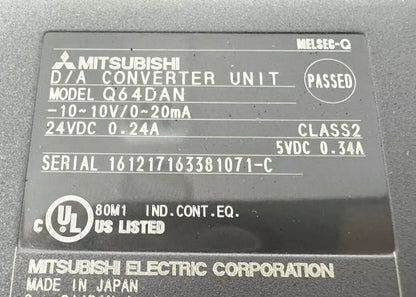 MELSEC-Q
MITSUBISHI
D/A CONVERTER UNIT
PASSED
MODEL Q64DAN
-10~10V/0~20mA
24VDC 0.24A CLASS2
5VDC 0.34A
SERIAL 161217163381071-C
C UL US LISTED
80M1 IND.CONT.EQ.
MITSUBISHI ELECTRIC CORPORATION
MADE IN JAPAN